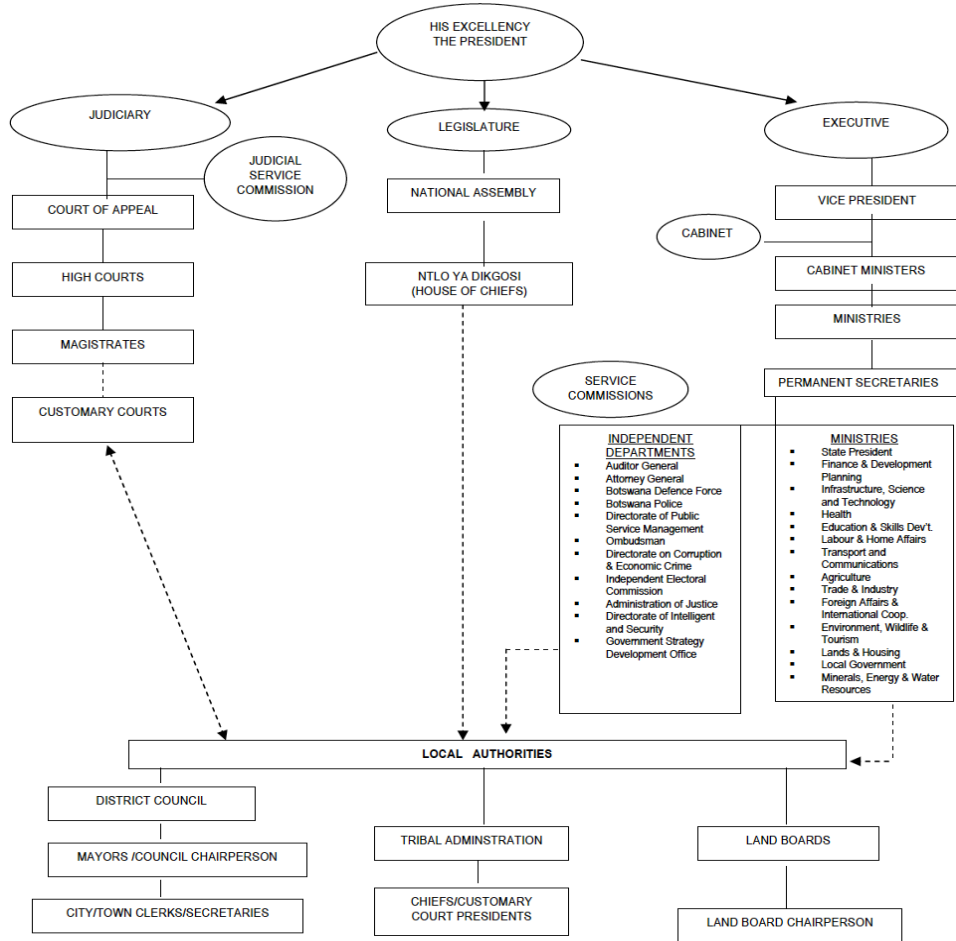 HIS EXCELLENCY
THE PRESIDENT
JUDICIARY
LEGISLATURE
EXECUTIVE
JUDICIAL
SERVICE
COMMISSION
COURT OF APPEAL
HIGH COURTS
MAGISTRATES
CUSTOMARY COURTS
NATIONAL ASSEMBLY
NTLO YA DIKGOSI
(HOUSE OF CHIEFS)
VICE PRESIDENT
CABINET
CABINET MINISTERS
MINISTRIES
PERMANENT SECRETARIES
SERVICE
COMMISSIONS
INDEPENDENT
DEPARTMENTS
▪ Auditor General
▪ Attorney General
▪ Botswana Defence Force
▪ Botswana Police
▪ Directorate of Public
Service Management
▪ Ombudsman
▪ Directorate on Corruption
& Economic Crime
▪ Independent Electoral
Commission
▪ Administration of Justice
▪ Directorate of Intelligent
and Security
▪ Government Strategy
Development Office
MINISTRIES
▪ State President
▪ Finance & Development
Planning
▪ Infrastructure, Science
and Technology
▪ Health
▪ Education & Skills Dev't.
▪ Labour & Home Affairs
▪ Transport and
Communications
▪ Agriculture
▪ Trade & Industry
▪ Foreign Affairs &
International Coop.
▪ Environment, Wildlife &
Tourism
▪ Lands & Housing
▪ Local Government
▪ Minerals, Energy & Water
Resources
LOCAL AUTHORITIES
DISTRICT COUNCIL
MAYORS /COUNCIL CHAIRPERSON
CITY/TOWN CLERKS/SECRETARIES
TRIBAL ADMINSTRATION
CHIEFS/CUSTOMARY
COURT PRESIDENTS
LAND BOARDS
LAND BOARD CHAIRPERSON